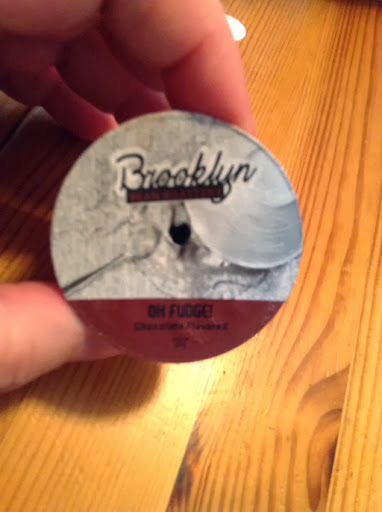 Brooklyn
OH FUDGE!
Chocolate Flavored